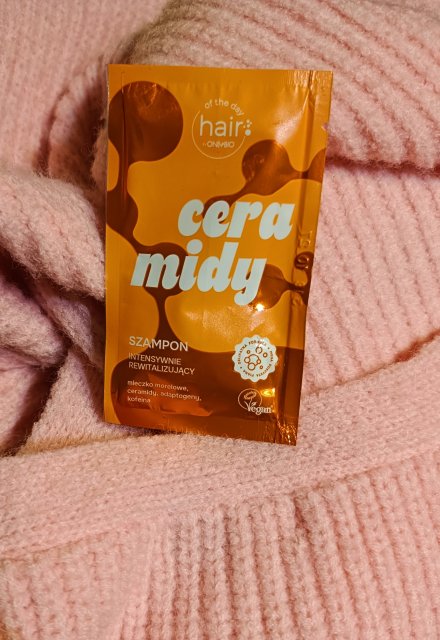 of the day
hair:
by ONLYBIO
cera
midy
SZAMPON
INTENSYWNIE
REWITALIZUJĄCY
mleczko morelowe,
ceramidy, adaptogeny,
kofeina
Vegan